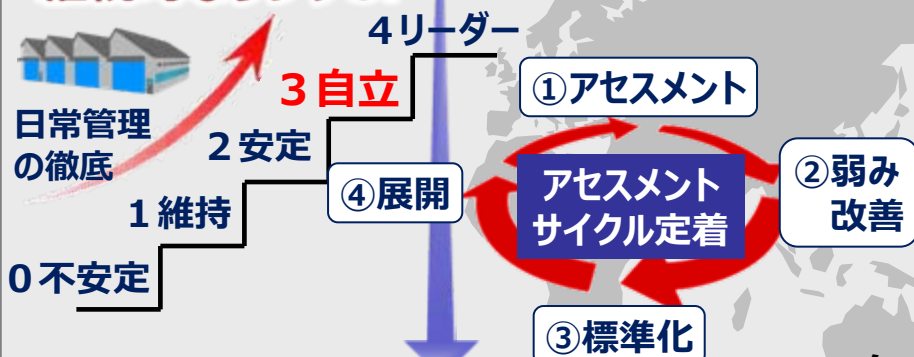 4リーダー
3自立
日常管理
の徹底
2安定
1維持
0不安定
①アセスメント
②弱み
改善
③標準化
④展開
アセスメント
サイクル定着